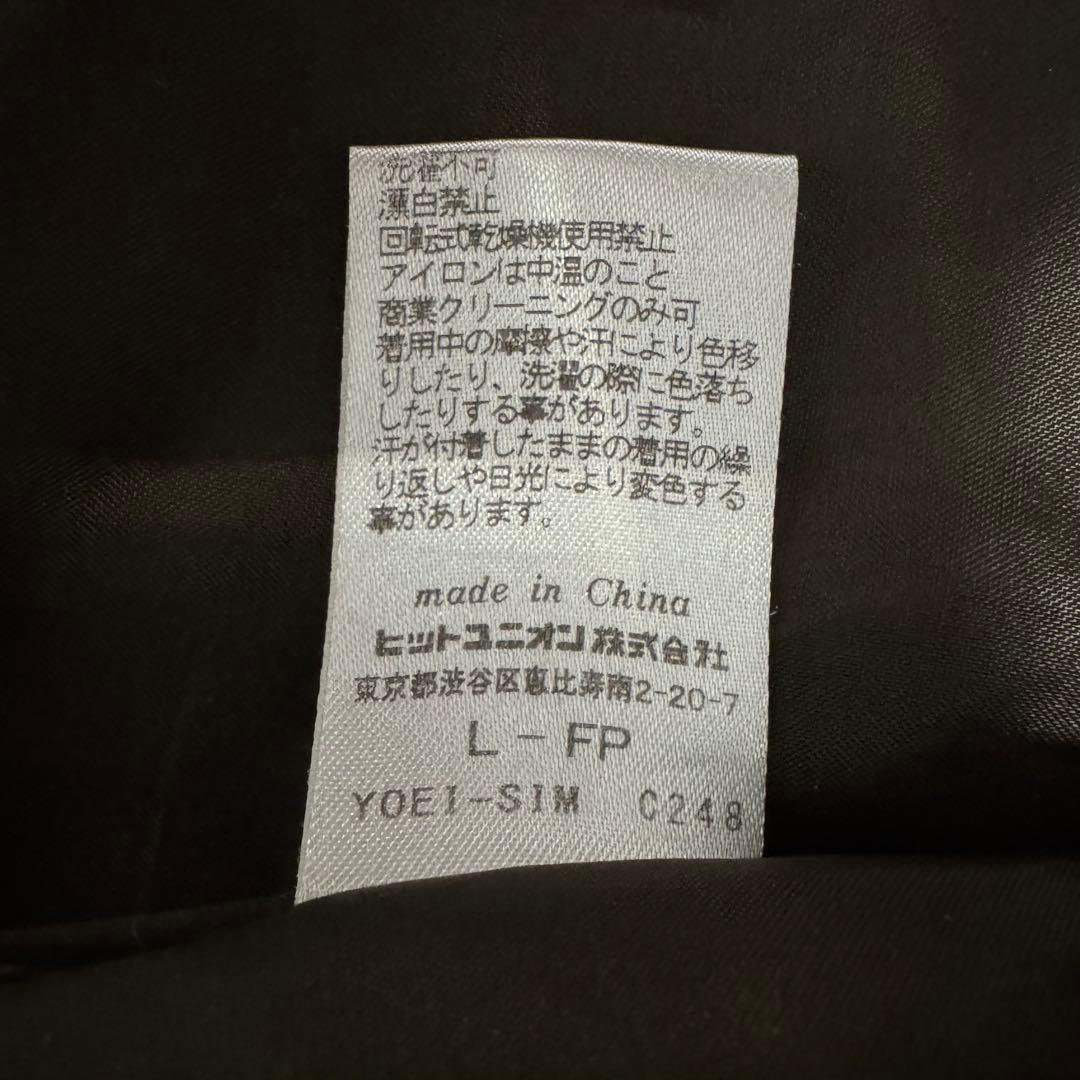 洗濯不可
漂白禁止
回転式乾燥機使用禁止
アイロンは中温のこと
商業クリーニングのみ可
着用中の摩擦や汗により色移
りしたり、洗濯の際に色落ち
したりする事があります。
汗が付着したままの着用の繰
り返しや日光により変色する
事があります。
made in China
ヒットユニオン株式会社
東京都渋谷区恵比寿南2-20-7
L-FP
YOEI-SIM C248